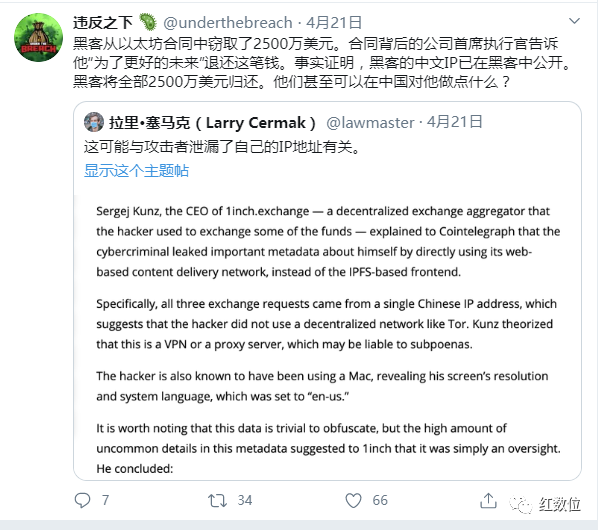 违反之下 @underthebreach · 4月21日
黑客从以太坊合同中窃取了2500万美元。合同背后的公司首席执行官告诉
他“为了更好的未来”退还这笔钱。事实证明，黑客的中文IP已在黑客中公开。
黑客将全部2500万美元归还。他们甚至可以在中国对他做点什么？
拉里•塞马克（Larry Cermak） @lawmaster · 4月21日
这可能与攻击者泄漏了自己的IP地址有关。
显示这个主题帖
Sergej Kunz, the CEO of 1inch.exchange — a decentralized exchange aggregator that
the hacker used to exchange some of the funds — explained to Cointelegraph that the
cybercriminal leaked important metadata about himself by directly using its web-
based content delivery network, instead of the IPFS-based frontend.
Specifically, all three exchange requests came from a single Chinese IP address, which
suggests that the hacker did not use a decentralized network like Tor. Kunz theorized
that this is a VPN or a proxy server, which may be liable to subpoenas.
The hacker is also known to have been using a Mac, revealing his screen’s resolution
and system language, which was set to “en-us.”
It is worth noting that this data is trivial to obfuscate, but the high amount of
uncommon details in this metadata suggested to 1inch that it was simply an oversight.
He concluded:
7 34 66
红数位